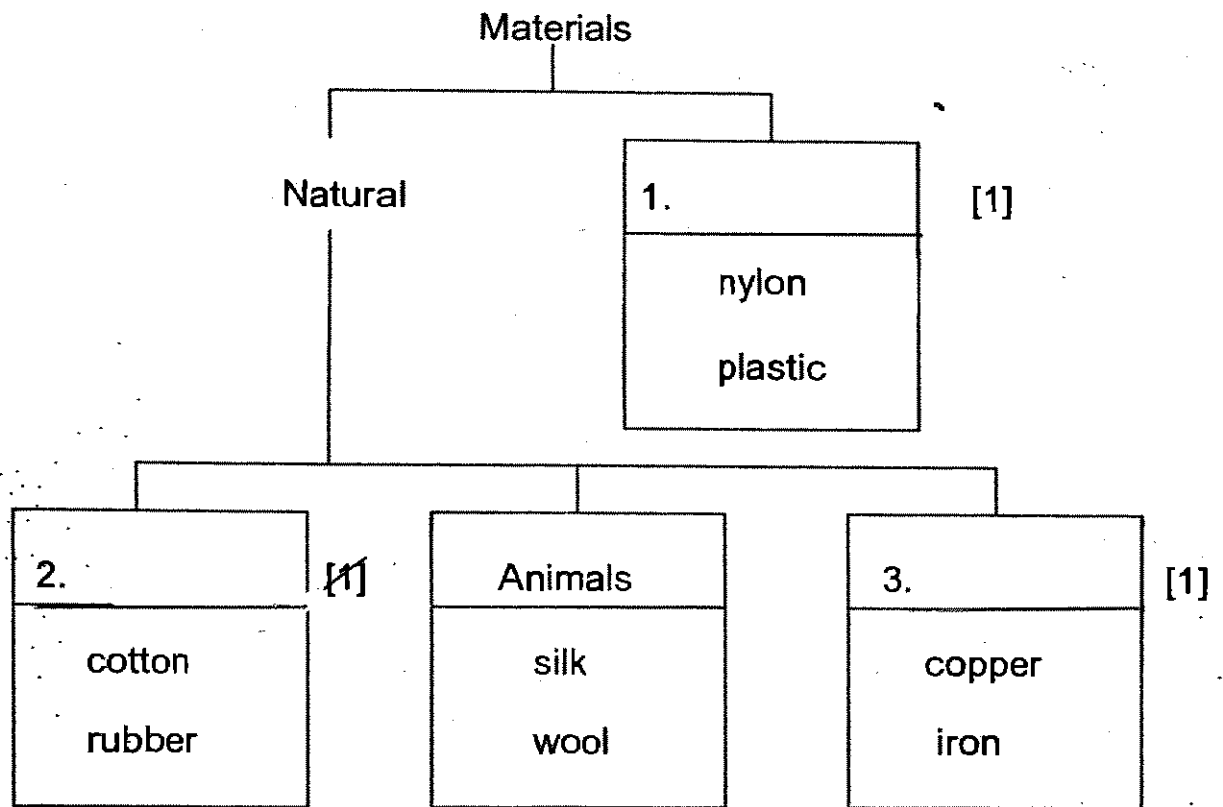 Materials
Natural
1. [1]
nylon
plastic
2. [1]
cotton
rubber
Animals
silk
wool
3. [1]
copper
iron